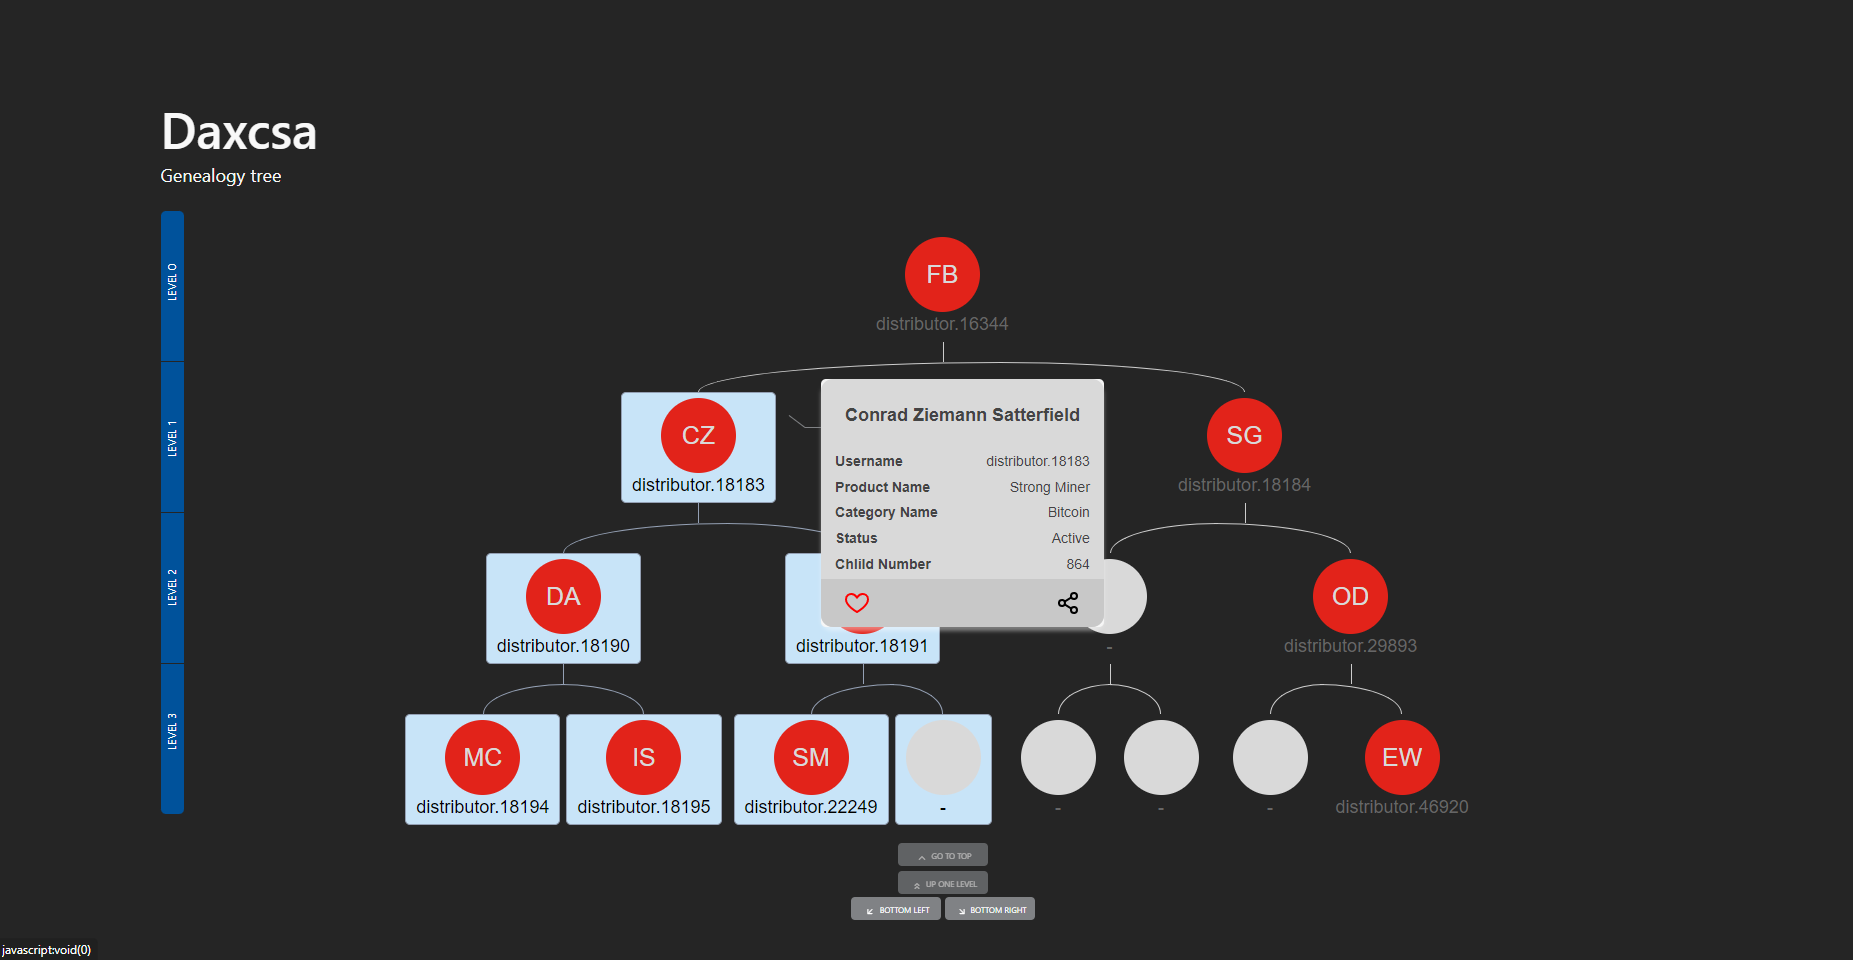 Daxcsa
Genealogy tree
LEVEL 0
FB
distributor.16344
LEVEL 1
CZ
distributor.18183
Conrad Ziemann Satterfield
Username distributor.18183
Product Name Strong Miner
Category Name Bitcoin
Status Active
Chlild Number 864
SG
distributor.18184
LEVEL 2
DA
distributor.18190
distributor.18191
-
OD
distributor.29893
LEVEL 3
MC
distributor.18194
IS
distributor.18195
SM
distributor.22249
-
-
-
-
EW
distributor.46920
GO TO TOP
UP ONE LEVEL
BOTTOM LEFT
BOTTOM RIGHT
javascript:void(0)